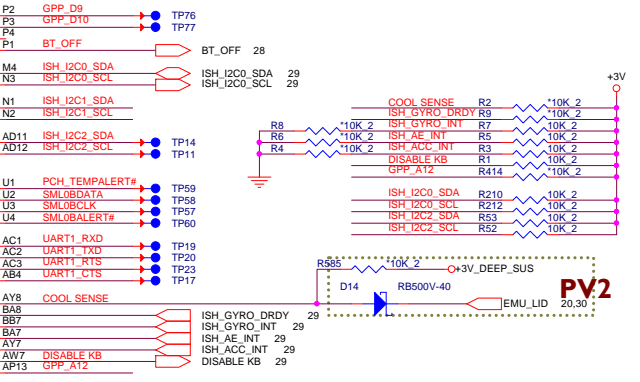 P2 GPP_D9 TP76
P3 GPP_D10 TP77
P4
P1 BT_OFF BT_OFF 28
M4 ISH_I2C0_SDA ISH_I2C0_SDA 29
N3 ISH_I2C0_SCL ISH_I2C0_SCL 29
N1 ISH_I2C1_SDA
N2 ISH_I2C1_SCL
AD11 ISH_I2C2_SDA TP14
AD12 ISH_I2C2_SCL TP11
U1 PCH_TEMPALERT# TP59
U2 SML0BDATA TP58
U3 SML0BCLK TP57
U4 SML0BALERT# TP60
AC1 UART1_RXD TP19
AC2 UART1_TXD TP20
AC3 UART1_RTS TP23
AB4 UART1_CTS TP17
AY8 COOL SENSE
BA8 ISH_GYRO_DRDY 29
BB7 ISH_GYRO_INT 29
BA7 ISH_AE_INT 29
AY7 ISH_ACC_INT 29
AW7 DISABLE KB DISABLE KB 29
AP13 GPP_A12
+3V
COOL SENSE R2 *10K_2
ISH_GYRO_DRDY R9 10K_2
R8 *10K_2 ISH_GYRO_INT R7 10K_2
R6 *10K_2 ISH_AE_INT R5 10K_2
R4 *10K_2 ISH_ACC_INT R3 10K_2
DISABLE KB R1 *10K_2
GPP_A12 R414 10K_2
ISH_I2C0_SDA R210 10K_2
ISH_I2C0_SCL R212 10K_2
ISH_I2C2_SDA R53 10K_2
ISH_I2C2_SCL R52 10K_2
R585 *10K_2 +3V_DEEP_SUS
D14 RB500V-40 PV2
EMU_LID 20,30